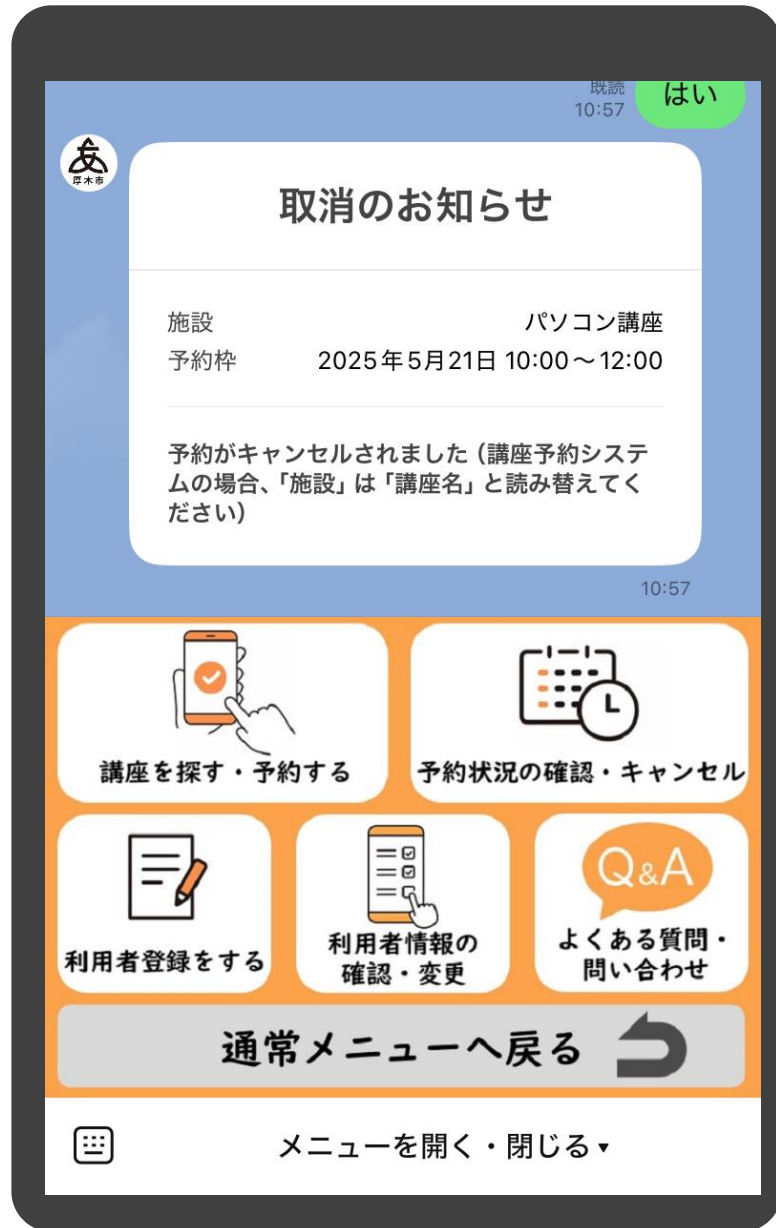 既読
はい
10:57
厚木市
取消のお知らせ
施設 パソコン講座
予約枠 2025年5月21日 10:00～12:00
予約がキャンセルされました（講座予約システ
ムの場合、「施設」は「講座名」と読み替えてく
ださい）
10:57
講座を探す・予約する
予約状況の確認・キャンセル
利用者登録をする
利用者情報の
確認・変更
Q&A
よくある質問・
問い合わせ
通常メニューへ戻る
メニューを開く・閉じる▾